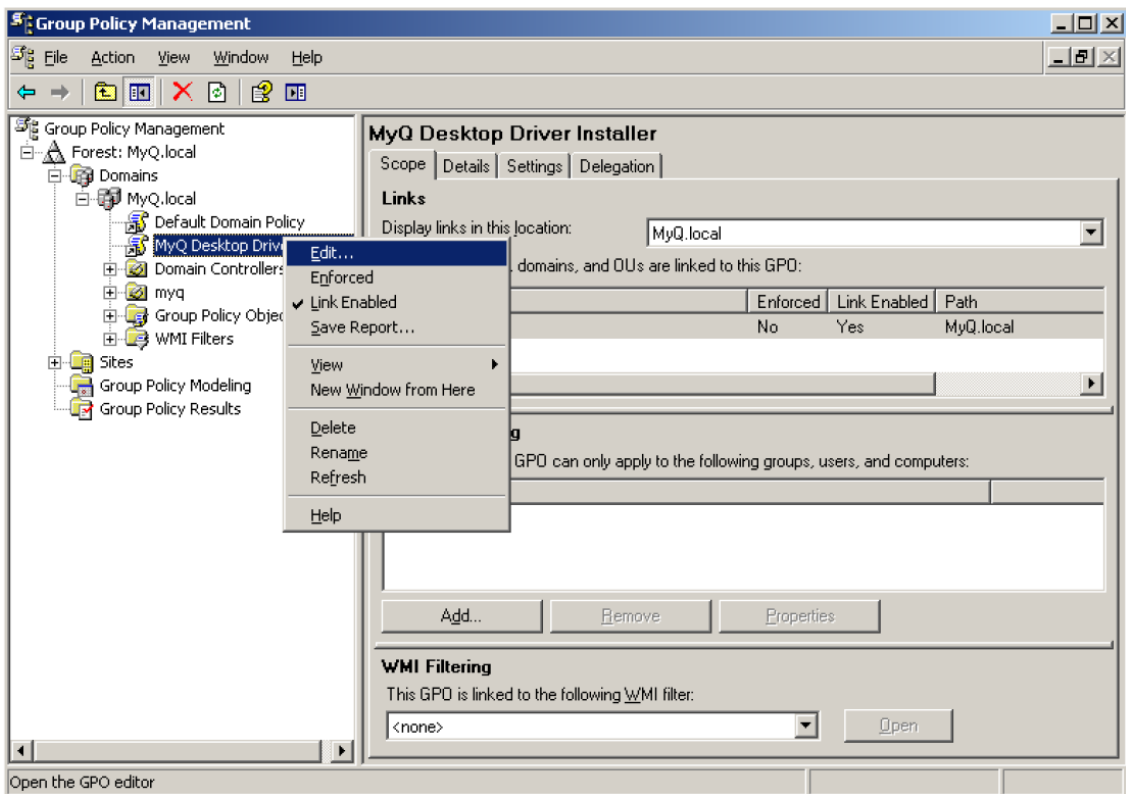 Group Policy Management
File Action View Window Help
Group Policy Management
Forest: MyQ.local
Domains
MyQ.local
Default Domain Policy
MyQ Desktop Drive
Domain Controllers
myq
Group Policy Objec
WMI Filters
Sites
Group Policy Modeling
Group Policy Results
Edit...
Enforced
Link Enabled
Save Report...
View
New Window from Here
Delete
Rename
Refresh
Help
MyQ Desktop Driver Installer
Scope Details Settings Delegation
Links
Display links in this location: MyQ.local
, domains, and OUs are linked to this GPO:
Enforced Link Enabled Path
No Yes MyQ.local
g
GPO can only apply to the following groups, users, and computers:
Add... Remove Properties
WMI Filtering
This GPO is linked to the following WMI filter:
<none> Open
Open the GPO editor